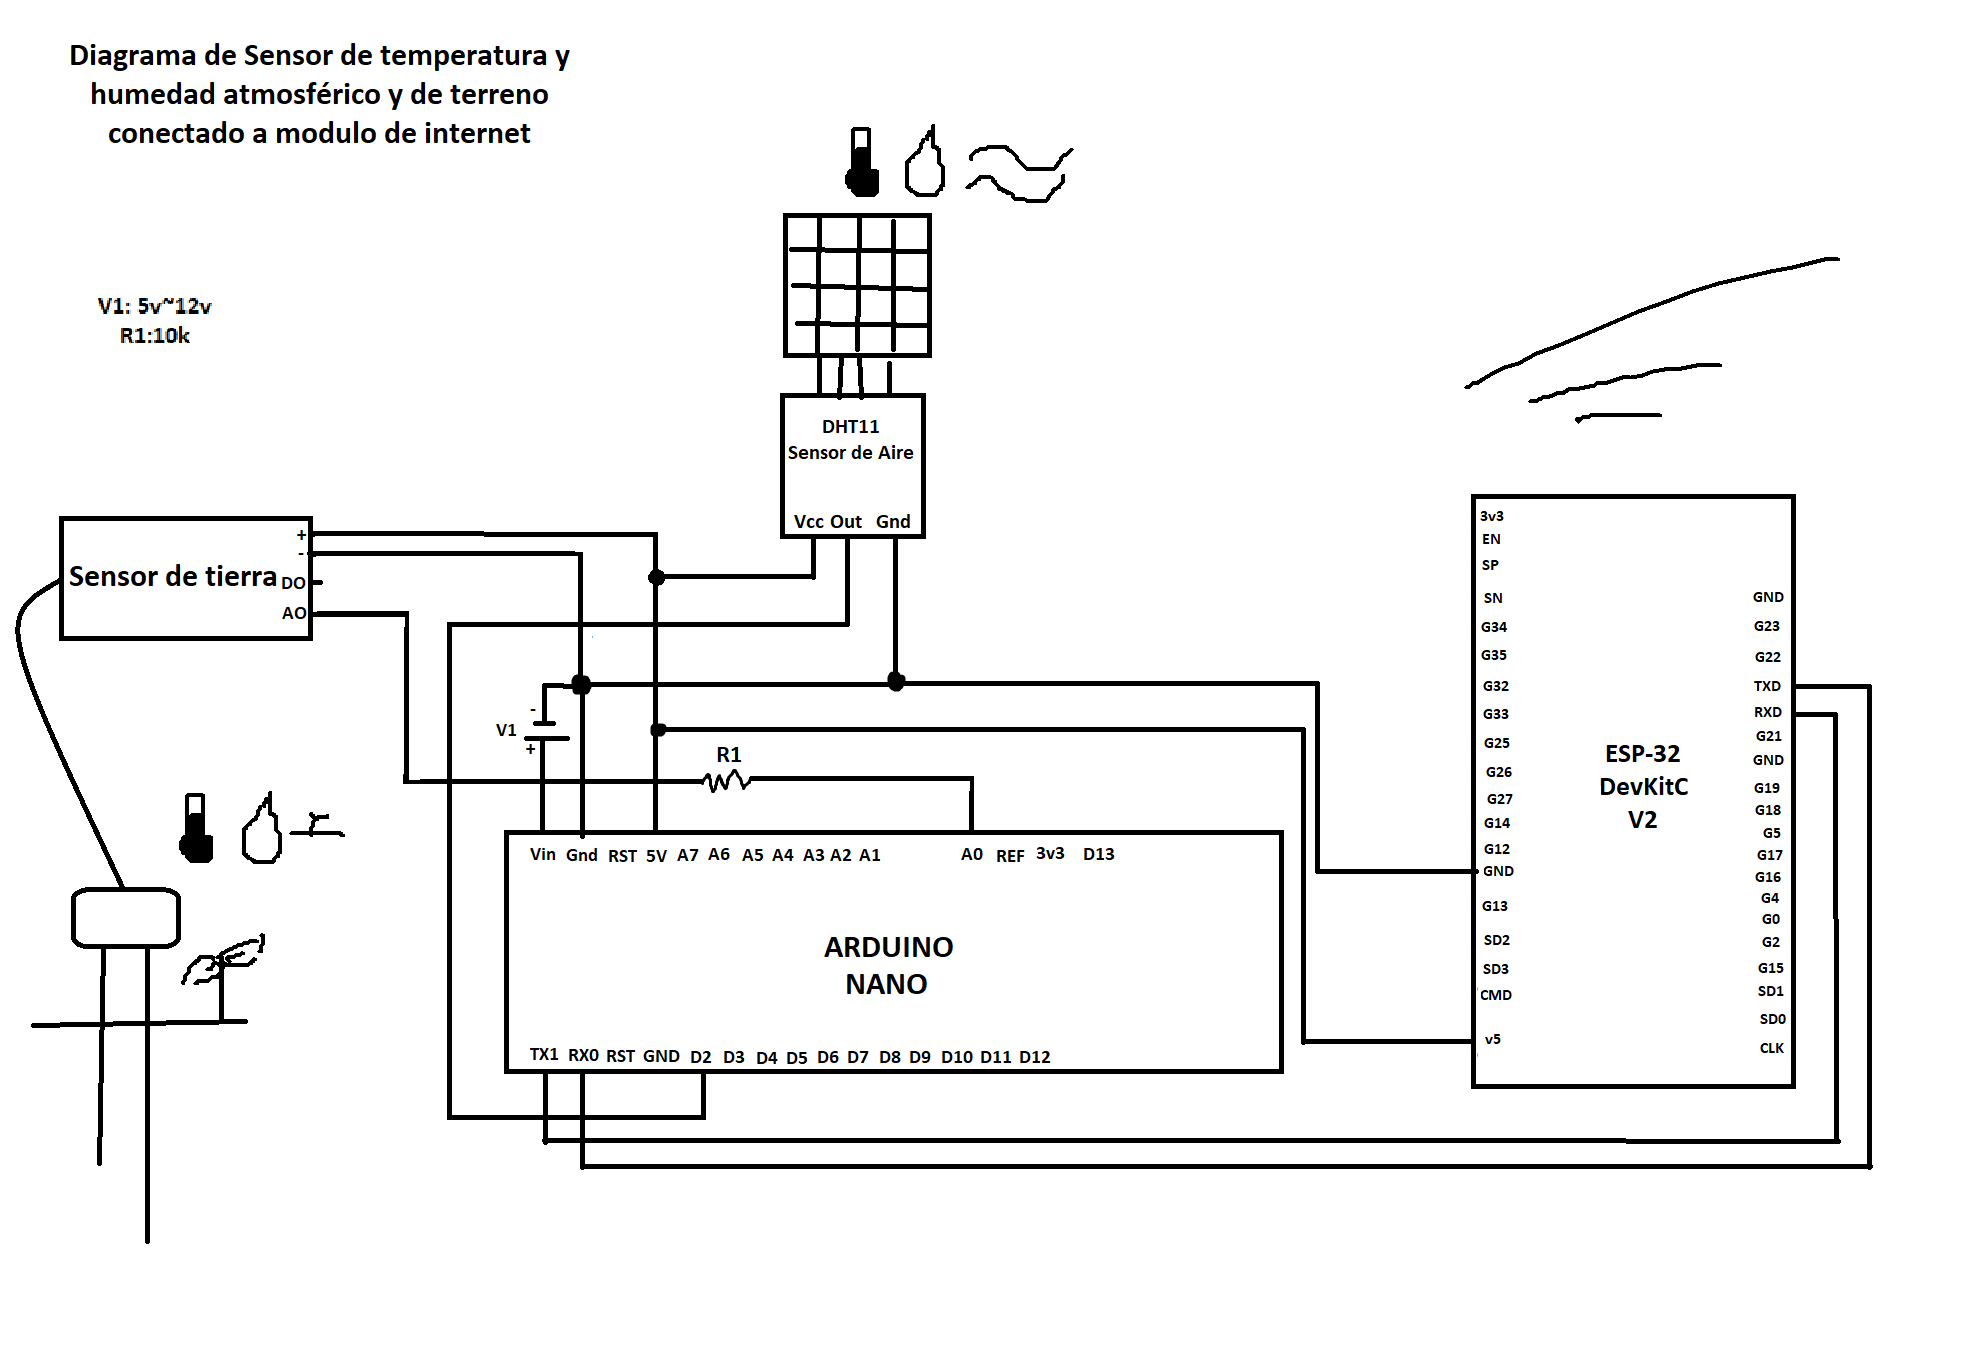 Diagrama de Sensor de temperatura y
humedad atmosférico y de terreno
conectado a modulo de internet
V1: 5v~12v
R1:10k
DHT11
Sensor de Aire
Vcc Out Gnd
Sensor de tierra
+
-
DO
AO
-
V1
+
R1
Vin Gnd RST 5V A7 A6 A5 A4 A3 A2 A1 A0 REF 3v3 D13
ARDUINO
NANO
TX1 RX0 RST GND D2 D3 D4 D5 D6 D7 D8 D9 D10 D11 D12
3v3
EN
SP
SN
G34
G35
G32
G33
G25
G26
G27
G14
G12
GND
G13
SD2
SD3
CMD
v5
ESP-32
DevKitC
V2
GND
G23
G22
TXD
RXD
G21
GND
G19
G18
G5
G17
G16
G4
G0
G2
G15
SD1
SD0
CLK